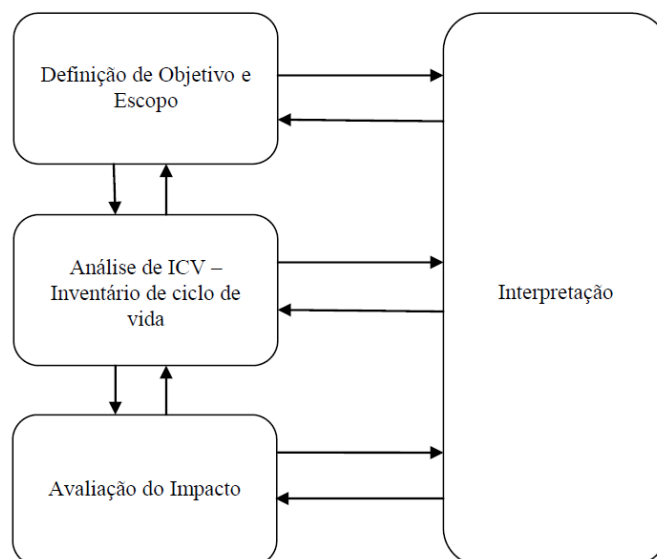 Definição de Objetivo e
Escopo
Análise de ICV –
Inventário de ciclo de
vida
Interpretação
Avaliação do Impacto